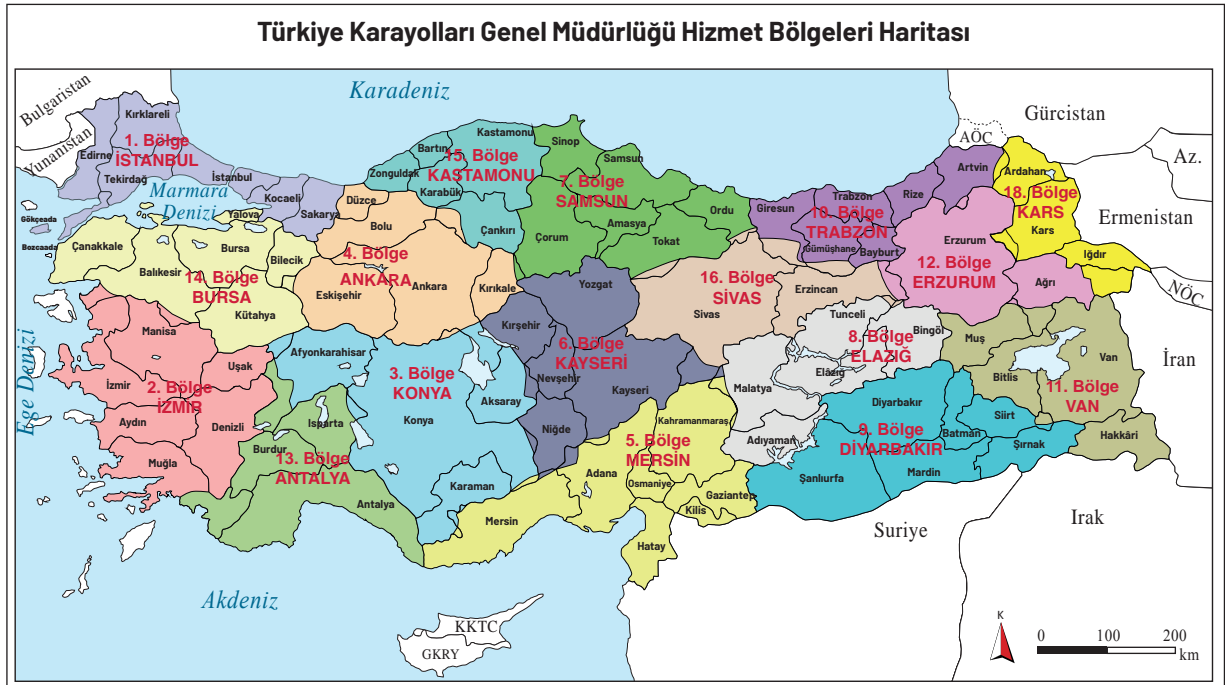 Türkiye Karayolları Genel Müdürlüğü Hizmet Bölgeleri Haritası
Bulgaristan
Yunanistan
Karadeniz
Gürcistan
AÖC
Az.
Ermenistan
NÖC
İran
Irak
Suriye
Marmara
Denizi
Ege Denizi
Akdeniz
KKTC
GKRY
Gökçeada
Bozcaada
1. Bölge
İSTANBUL
Kırklareli
Edirne
Tekirdağ
İstanbul
Kocaeli
Sakarya
14. Bölge
BURSA
Yalova
Çanakkale
Bursa
Bilecik
Balıkesir
Kütahya
2. Bölge
İZMİR
Manisa
Uşak
İzmir
Aydın
Denizli
Muğla
13. Bölge
ANTALYA
Isparta
Burdur
Antalya
3. Bölge
KONYA
Afyonkarahisar
Aksaray
Konya
Karaman
4. Bölge
ANKARA
Düzce
Bolu
Eskişehir
Ankara
Kırıkale
15. Bölge
KASTAMONU
Kastamonu
Bartın
Zonguldak
Karabük
Çankırı
7. Bölge
SAMSUN
Sinop
Samsun
Ordu
Amasya
Çorum
Tokat
6. Bölge
KAYSERİ
Yozgat
Kırşehir
Nevşehir
Kayseri
Niğde
5. Bölge
MERSİN
Kahramanmaraş
Adana
Osmaniye
Gaziantep
Kilis
Mersin
Hatay
16. Bölge
SİVAS
Erzincan
Sivas
10. Bölge
TRABZON
Giresun
Trabzon
Rize
Artvin
Gümüşhane
Bayburt
12. Bölge
ERZURUM
Erzurum
Ağrı
18. Bölge
KARS
Ardahan
Kars
Iğdır
8. Bölge
ELAZIĞ
Tunceli
Bingöl
Elâzığ
Malatya
Adıyaman
9. Bölge
DİYARBAKIR
Diyarbakır
Batman
Siirt
Şırnak
Mardin
Şanlıurfa
11. Bölge
VAN
Muş
Van
Bitlis
Hakkâri
K
0 100 200
km